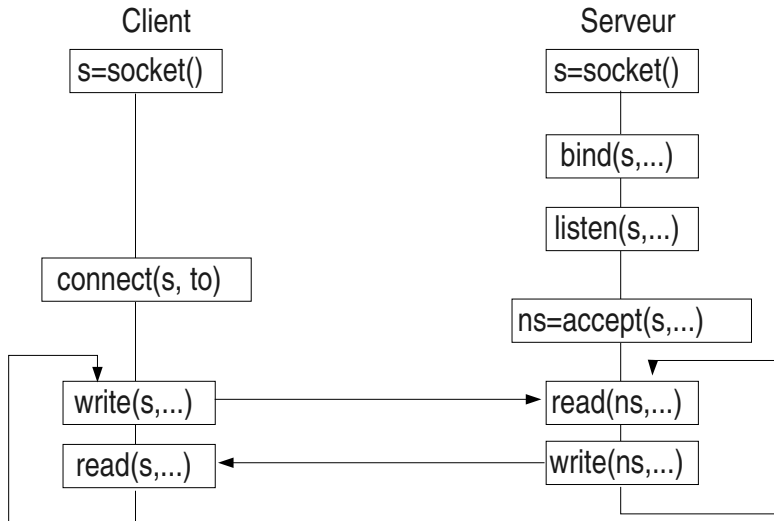 Client
s=socket()
connect(s, to)
write(s,...)
read(s,...)
Serveur
s=socket()
bind(s,...)
listen(s,...)
ns=accept(s,...)
read(ns,...)
write(ns,...)